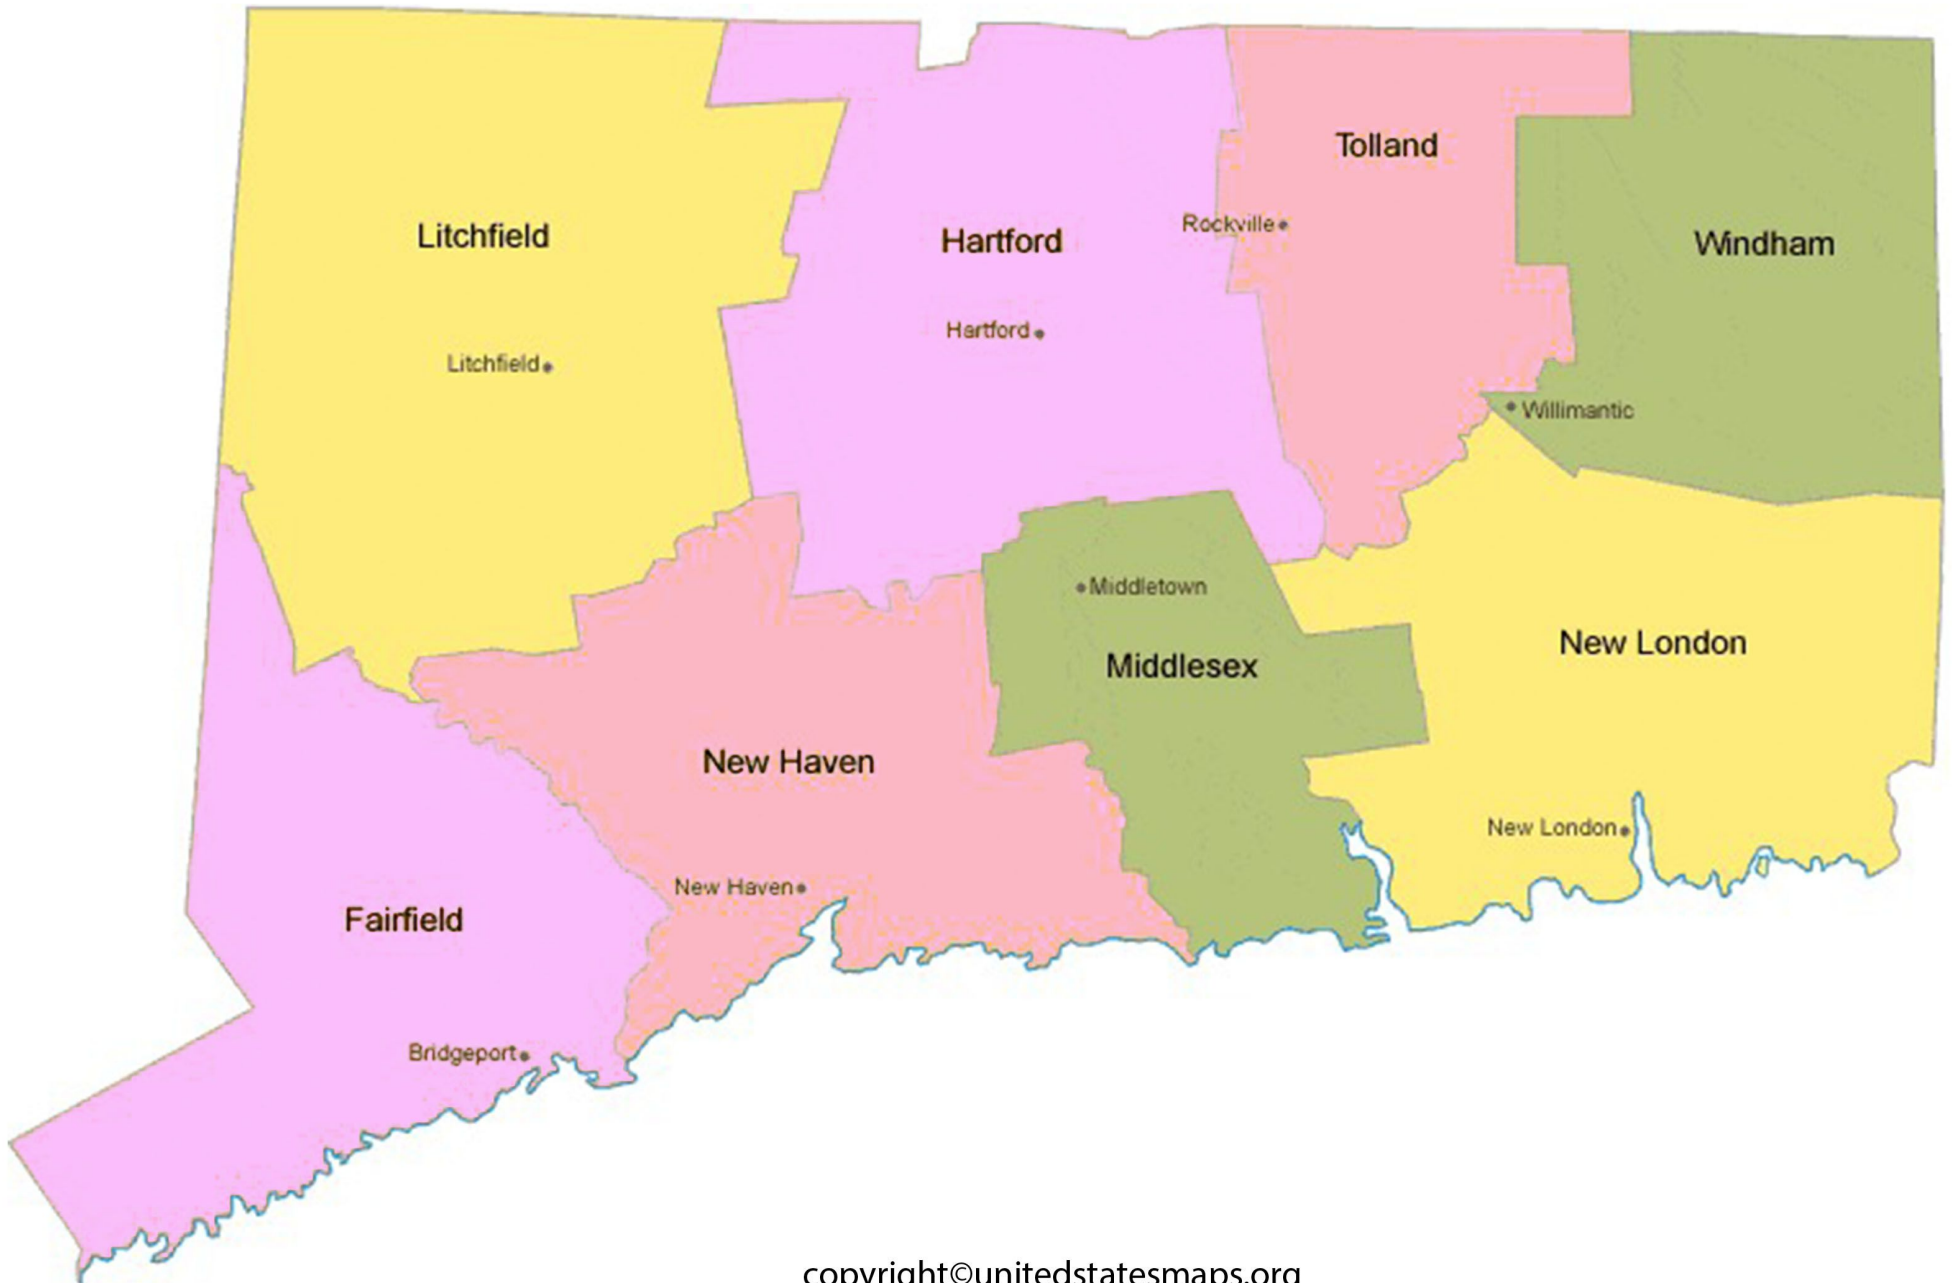 Tolland
Rockville
Litchfield
Hartford
Windham
Hartford
Litchfield
Willimantic
Middletown
New London
Middlesex
New Haven
New London
New Haven
Fairfield
Bridgeport
copyright©unitedstatesmaps.org